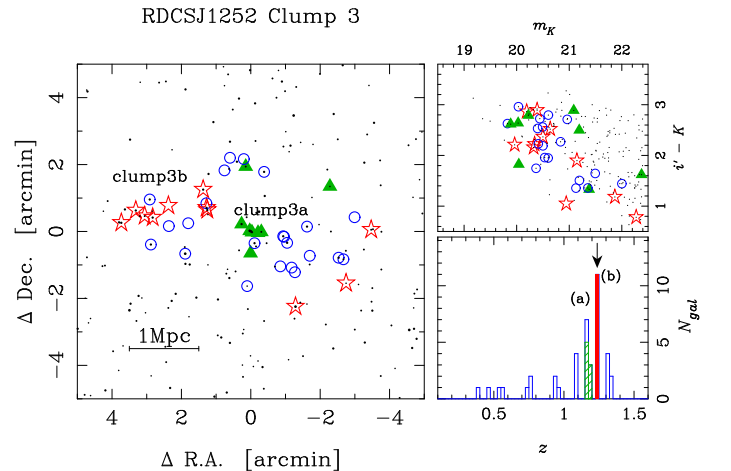 RDCSJ1252 Clump 3
4
2
0
−2
−4
Δ Dec. [arcmin]
clump3b
clump3a
1Mpc
4 2 0 −2 −4
Δ R.A. [arcmin]
m_K
19 20 21 22
3
2
1
i' − K
(a)
(b)
10
5
0
N_gal
0.5 1 1.5
z